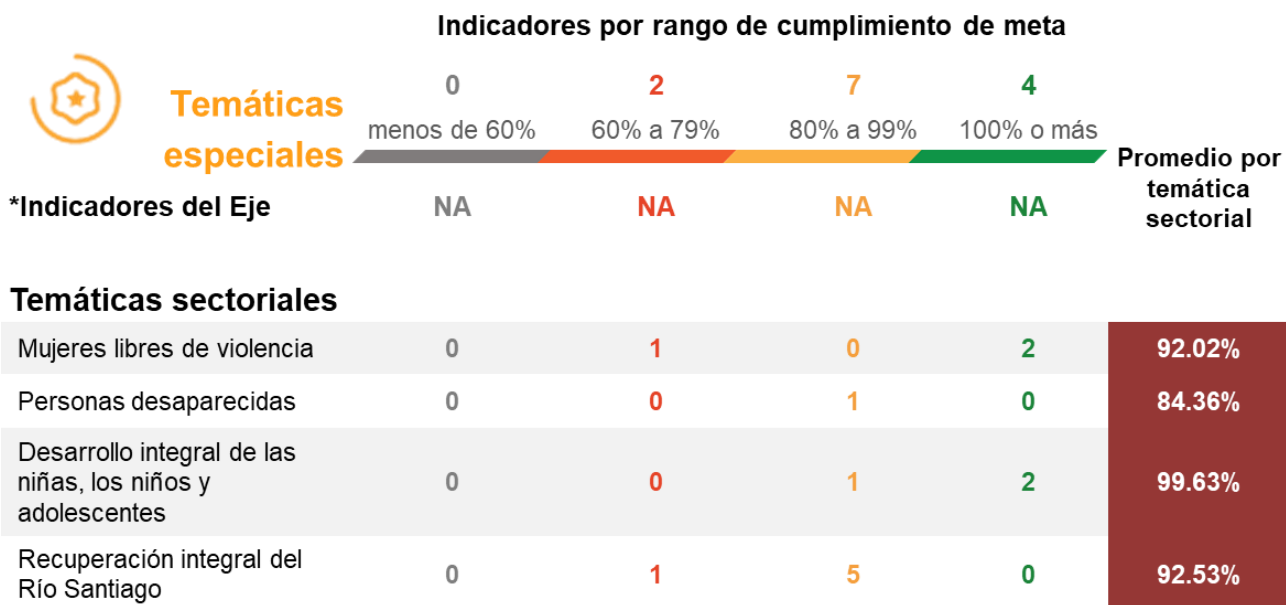 Indicadores por rango de cumplimiento de meta
Temáticas
especiales
0 2 7 4
menos de 60% 60% a 79% 80% a 99% 100% o más
Promedio por
temática
sectorial
*Indicadores del Eje NA NA NA NA
Temáticas sectoriales
Mujeres libres de violencia 0 1 0 2 92.02%
Personas desaparecidas 0 0 1 0 84.36%
Desarrollo integral de las
niñas, los niños y
adolescentes
0 0 1 2 99.63%
Recuperación integral del
Río Santiago
0 1 5 0 92.53%